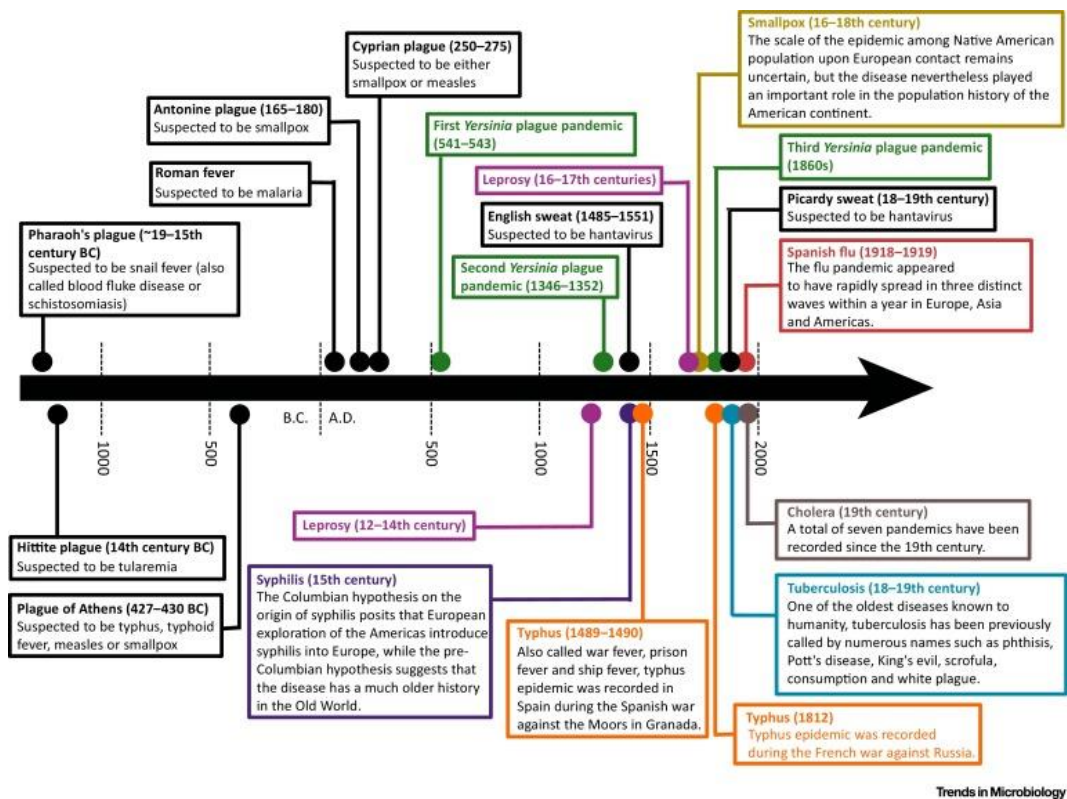 Smallpox (16–18th century)
The scale of the epidemic among Native American
population upon European contact remains
uncertain, but the disease nevertheless played
an important role in the population history of the
American continent.
Cyprian plague (250–275)
Suspected to be either
smallpox or measles
Antonine plague (165–180)
Suspected to be smallpox
First Yersinia plague pandemic
(541–543)
Third Yersinia plague pandemic
(1860s)
Roman fever
Suspected to be malaria
Leprosy (16–17th centuries)
Picardy sweat (18–19th century)
Suspected to be hantavirus
English sweat (1485–1551)
Suspected to be hantavirus
Pharaoh's plague (~19–15th
century BC)
Suspected to be snail fever (also
called blood fluke disease or
schistosomiasis)
Second Yersinia plague
pandemic (1346–1352)
Spanish flu (1918–1919)
The flu pandemic appeared
to have rapidly spread in three distinct
waves within a year in Europe, Asia
and Americas.
B.C. A.D.
1000 500 500 1000 1500 2000
Leprosy (12–14th century)
Cholera (19th century)
A total of seven pandemics have been
recorded since the 19th century.
Hittite plague (14th century BC)
Suspected to be tularemia
Syphilis (15th century)
The Columbian hypothesis on the
origin of syphilis posits that European
exploration of the Americas introduce
syphilis into Europe, while the pre-
Columbian hypothesis suggests that
the disease has a much older history
in the Old World.
Tuberculosis (18–19th century)
One of the oldest diseases known to
humanity, tuberculosis has been previously
called by numerous names such as phthisis,
Pott's disease, King's evil, scrofula,
consumption and white plague.
Plague of Athens (427–430 BC)
Suspected to be typhus, typhoid
fever, measles or smallpox
Typhus (1489–1490)
Also called war fever, prison
fever and ship fever, typhus
epidemic was recorded in
Spain during the Spanish war
against the Moors in Granada.
Typhus (1812)
Typhus epidemic was recorded
during the French war against Russia.
Trends in Microbiology